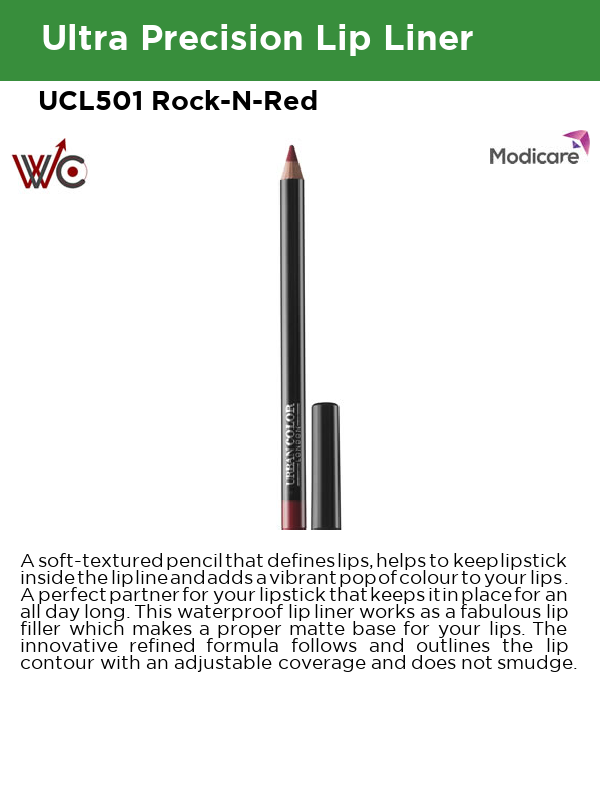 Ultra Precision Lip Liner
UCL501 Rock-N-Red
WC
Modicare
URBAN COLOR
LONDON
A soft-textured pencil that defines lips, helps to keep lipstick
inside the lip line and adds a vibrant pop of colour to your lips.
A perfect partner for your lipstick that keeps it in place for an
all day long. This waterproof lip liner works as a fabulous lip
filler which makes a proper matte base for your lips. The
innovative refined formula follows and outlines the lip
contour with an adjustable coverage and does not smudge.